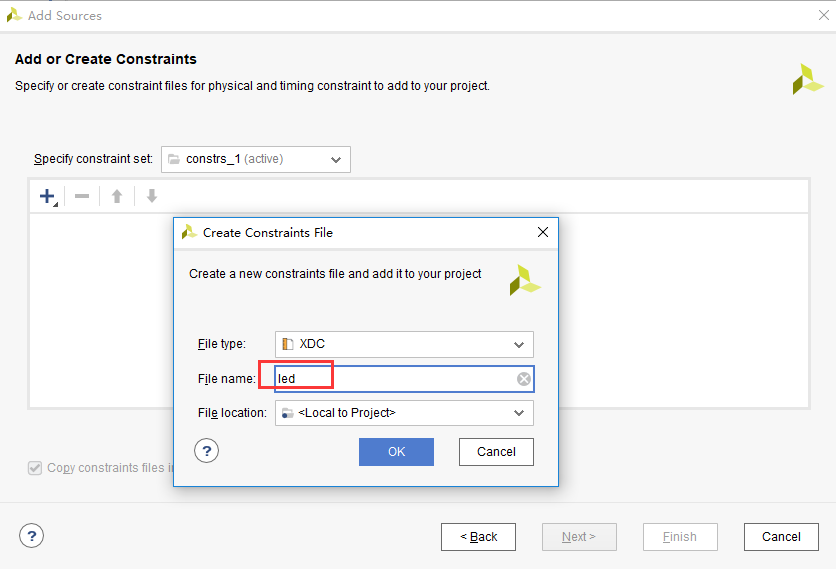 Add Sources
Add or Create Constraints
Specify or create constraint files for physical and timing constraint to add to your project.
Specify constraint set: constrs_1 (active)
Create Constraints File
Create a new constraints file and add it to your project
File type: XDC
File name: led
File location: <Local to Project>
? OK Cancel
Copy constraints files
? < Back Next > Finish Cancel